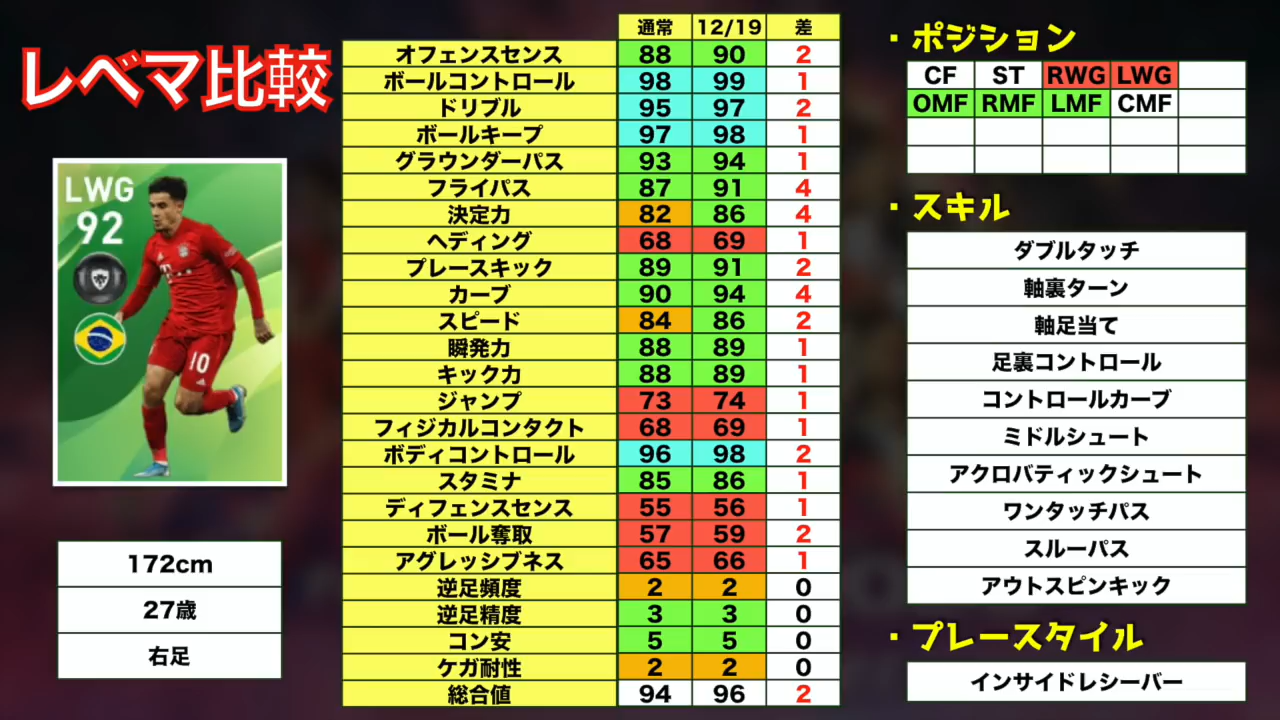 レベマ比較
LWG
92
10
172cm
27歳
右足
通常 12/19 差
オフェンスセンス 88 90 2
ボールコントロール 98 99 1
ドリブル 95 97 2
ボールキープ 97 98 1
グラウンダーパス 93 94 1
フライパス 87 91 4
決定力 82 86 4
ヘディング 68 69 1
プレースキック 89 91 2
カーブ 90 94 4
スピード 84 86 2
瞬発力 88 89 1
キック力 88 89 1
ジャンプ 73 74 1
フィジカルコンタクト 68 69 1
ボディコントロール 96 98 2
スタミナ 85 86 1
ディフェンスセンス 55 56 1
ボール奪取 57 59 2
アグレッシブネス 65 66 1
逆足頻度 2 2 0
逆足精度 3 3 0
コン安 5 5 0
ケガ耐性 2 2 0
総合値 94 96 2
・ポジション
CF ST RWG LWG
OMF RMF LMF CMF
・スキル
ダブルタッチ
軸裏ターン
軸足当て
足裏コントロール
コントロールカーブ
ミドルシュート
アクロバティックシュート
ワンタッチパス
スルーパス
アウトスピンキック
・プレースタイル
インサイドレシーバー